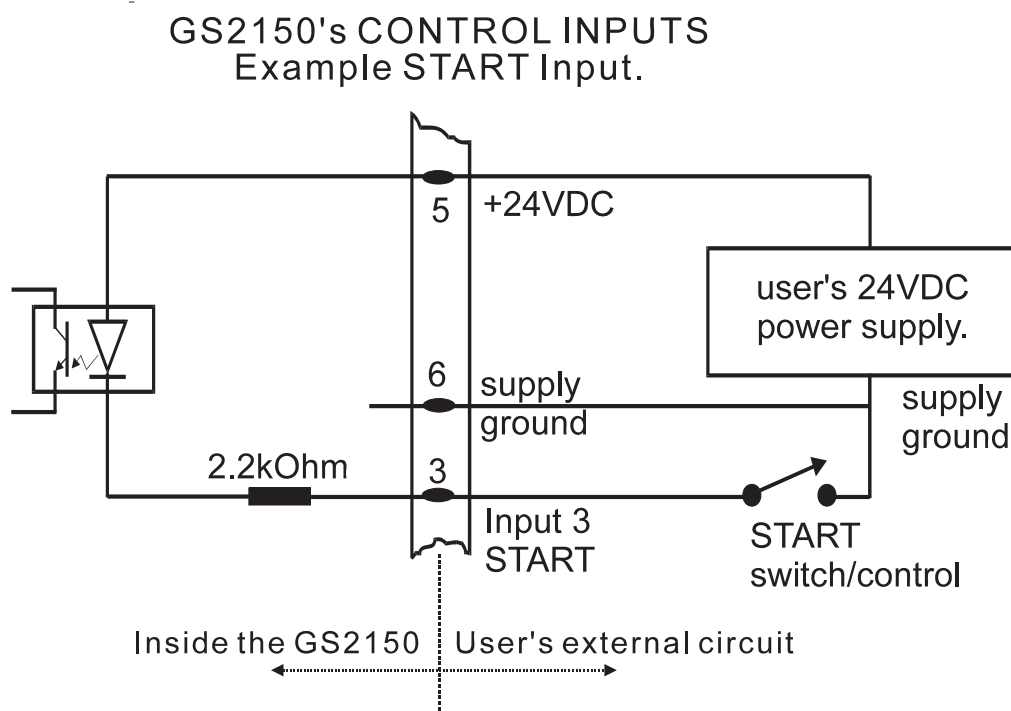 GS2150's CONTROL INPUTS
Example START Input.
5
+24VDC
user's 24VDC
power supply.
6
supply
ground
supply
ground
2.2kOhm
3
Input 3
START
START
switch/control
Inside the GS2150
User's external circuit